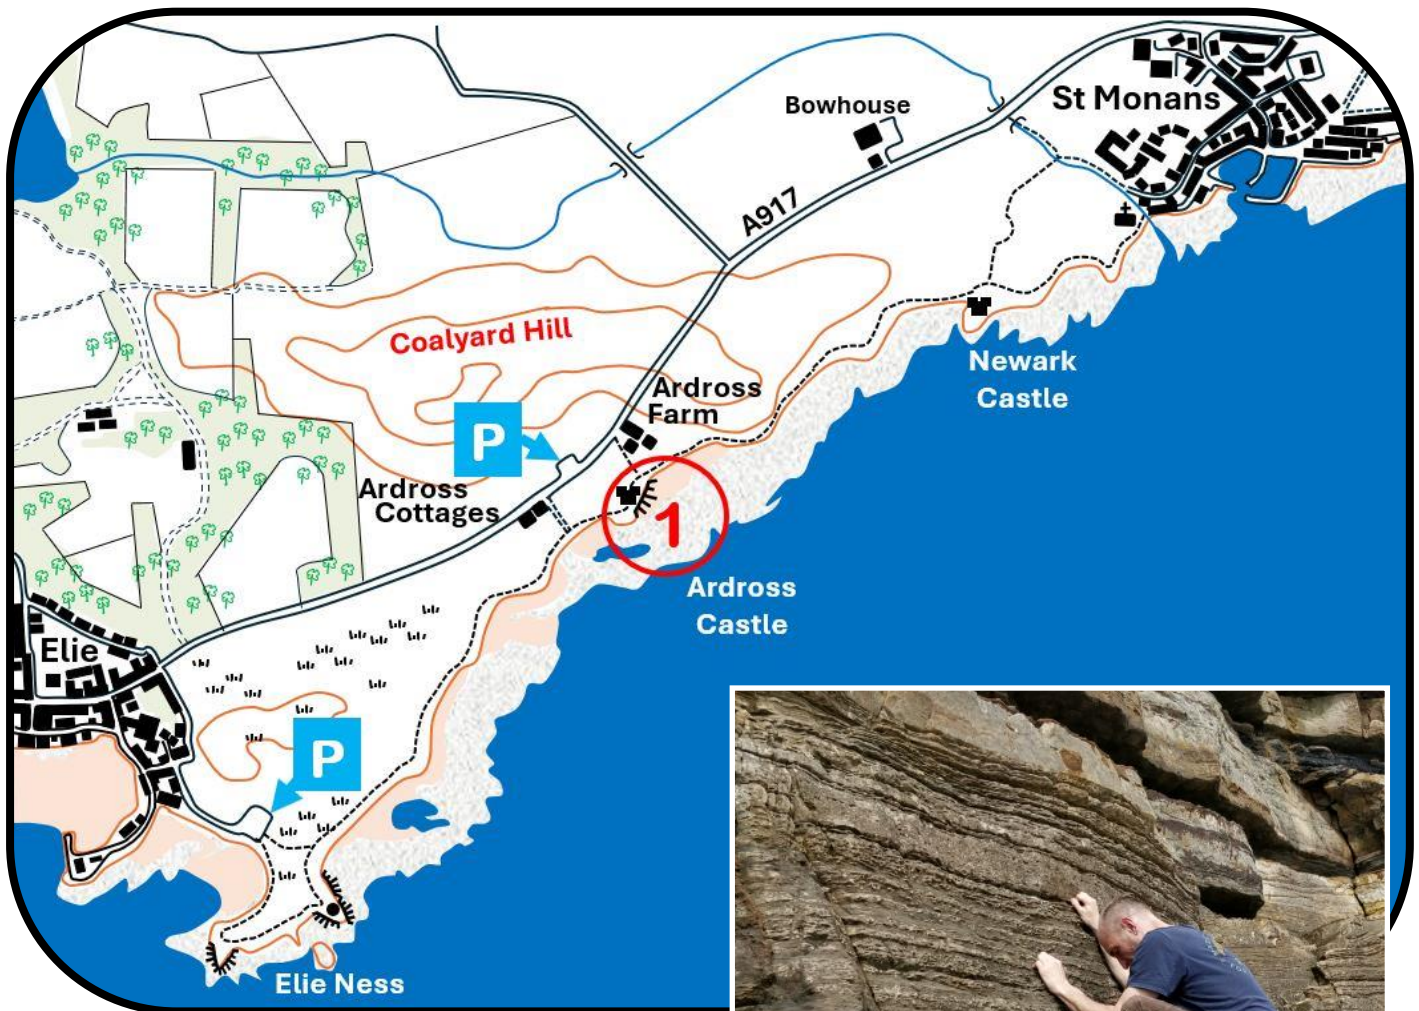 St Monans
Bowhouse
A917
Coalyard Hill
Newark
Castle
Ardross
Farm
P
Ardross
Cottages
1
Ardross
Castle
Elie
P
Elie Ness